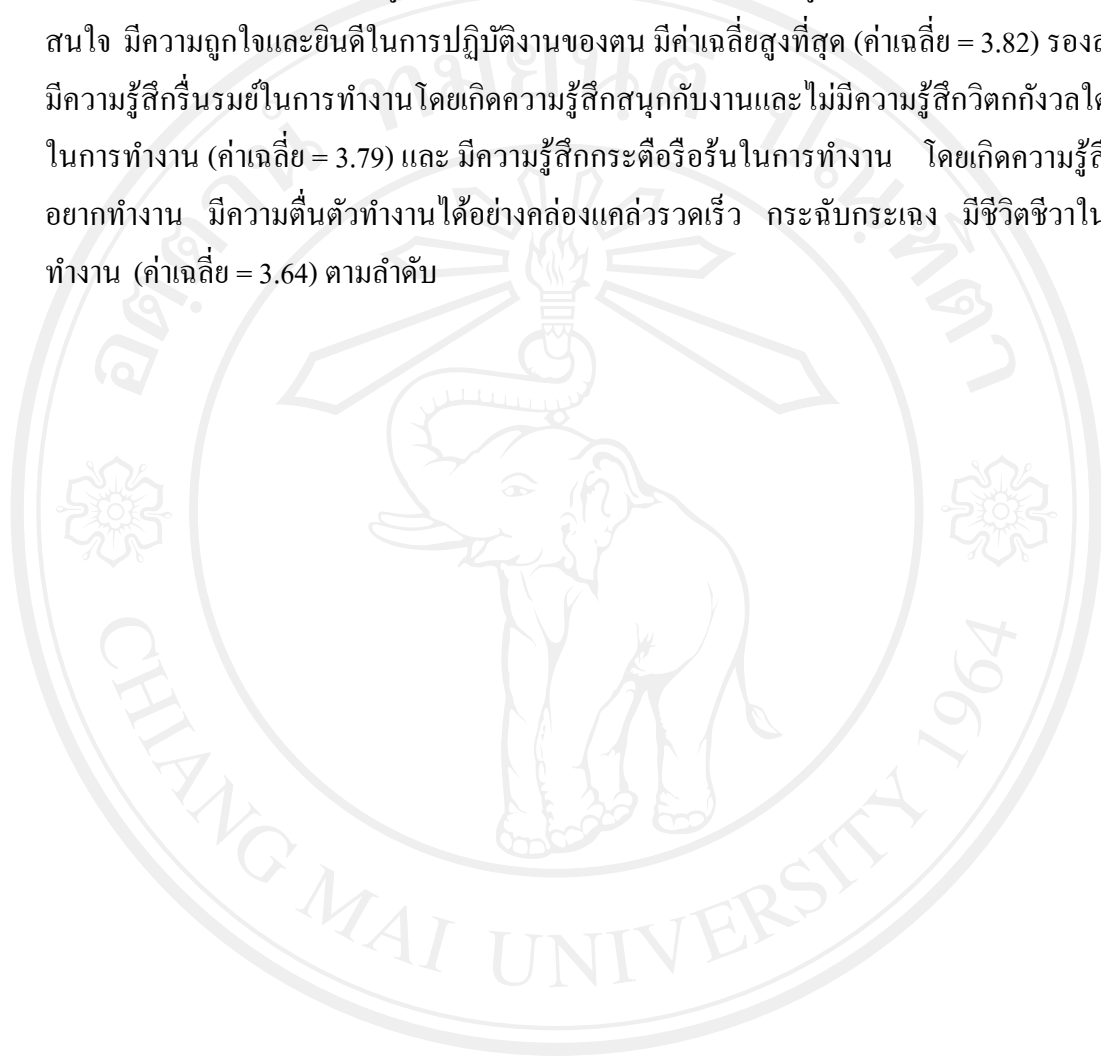 สนใจ มีความถูกใจและยินดีในการปฏิบัติงานของตน มีค่าเฉลี่ยสูงที่สุด (ค่าเฉลี่ย = 3.82)
มีความรู้สึกรื่นรมย์ในการทำงานโดยเกิดความรู้สึกสนุกกับงานและไม่มีความรู้สึกวิตกกังวล
ในการทำงาน (ค่าเฉลี่ย = 3.79) และ มีความรู้สึกกระตือรือร้นในการทำงาน โดยเกิด
อยากทำงาน มีความตื่นตัวทำงานได้อย่างคล่องแคล่วรวดเร็ว กระฉับกระเฉง มีชีวิตชีวาใน
ทำงาน (ค่าเฉลี่ย = 3.64) ตามลำดับ
CHIANG MAI UNIVERSITY 1964